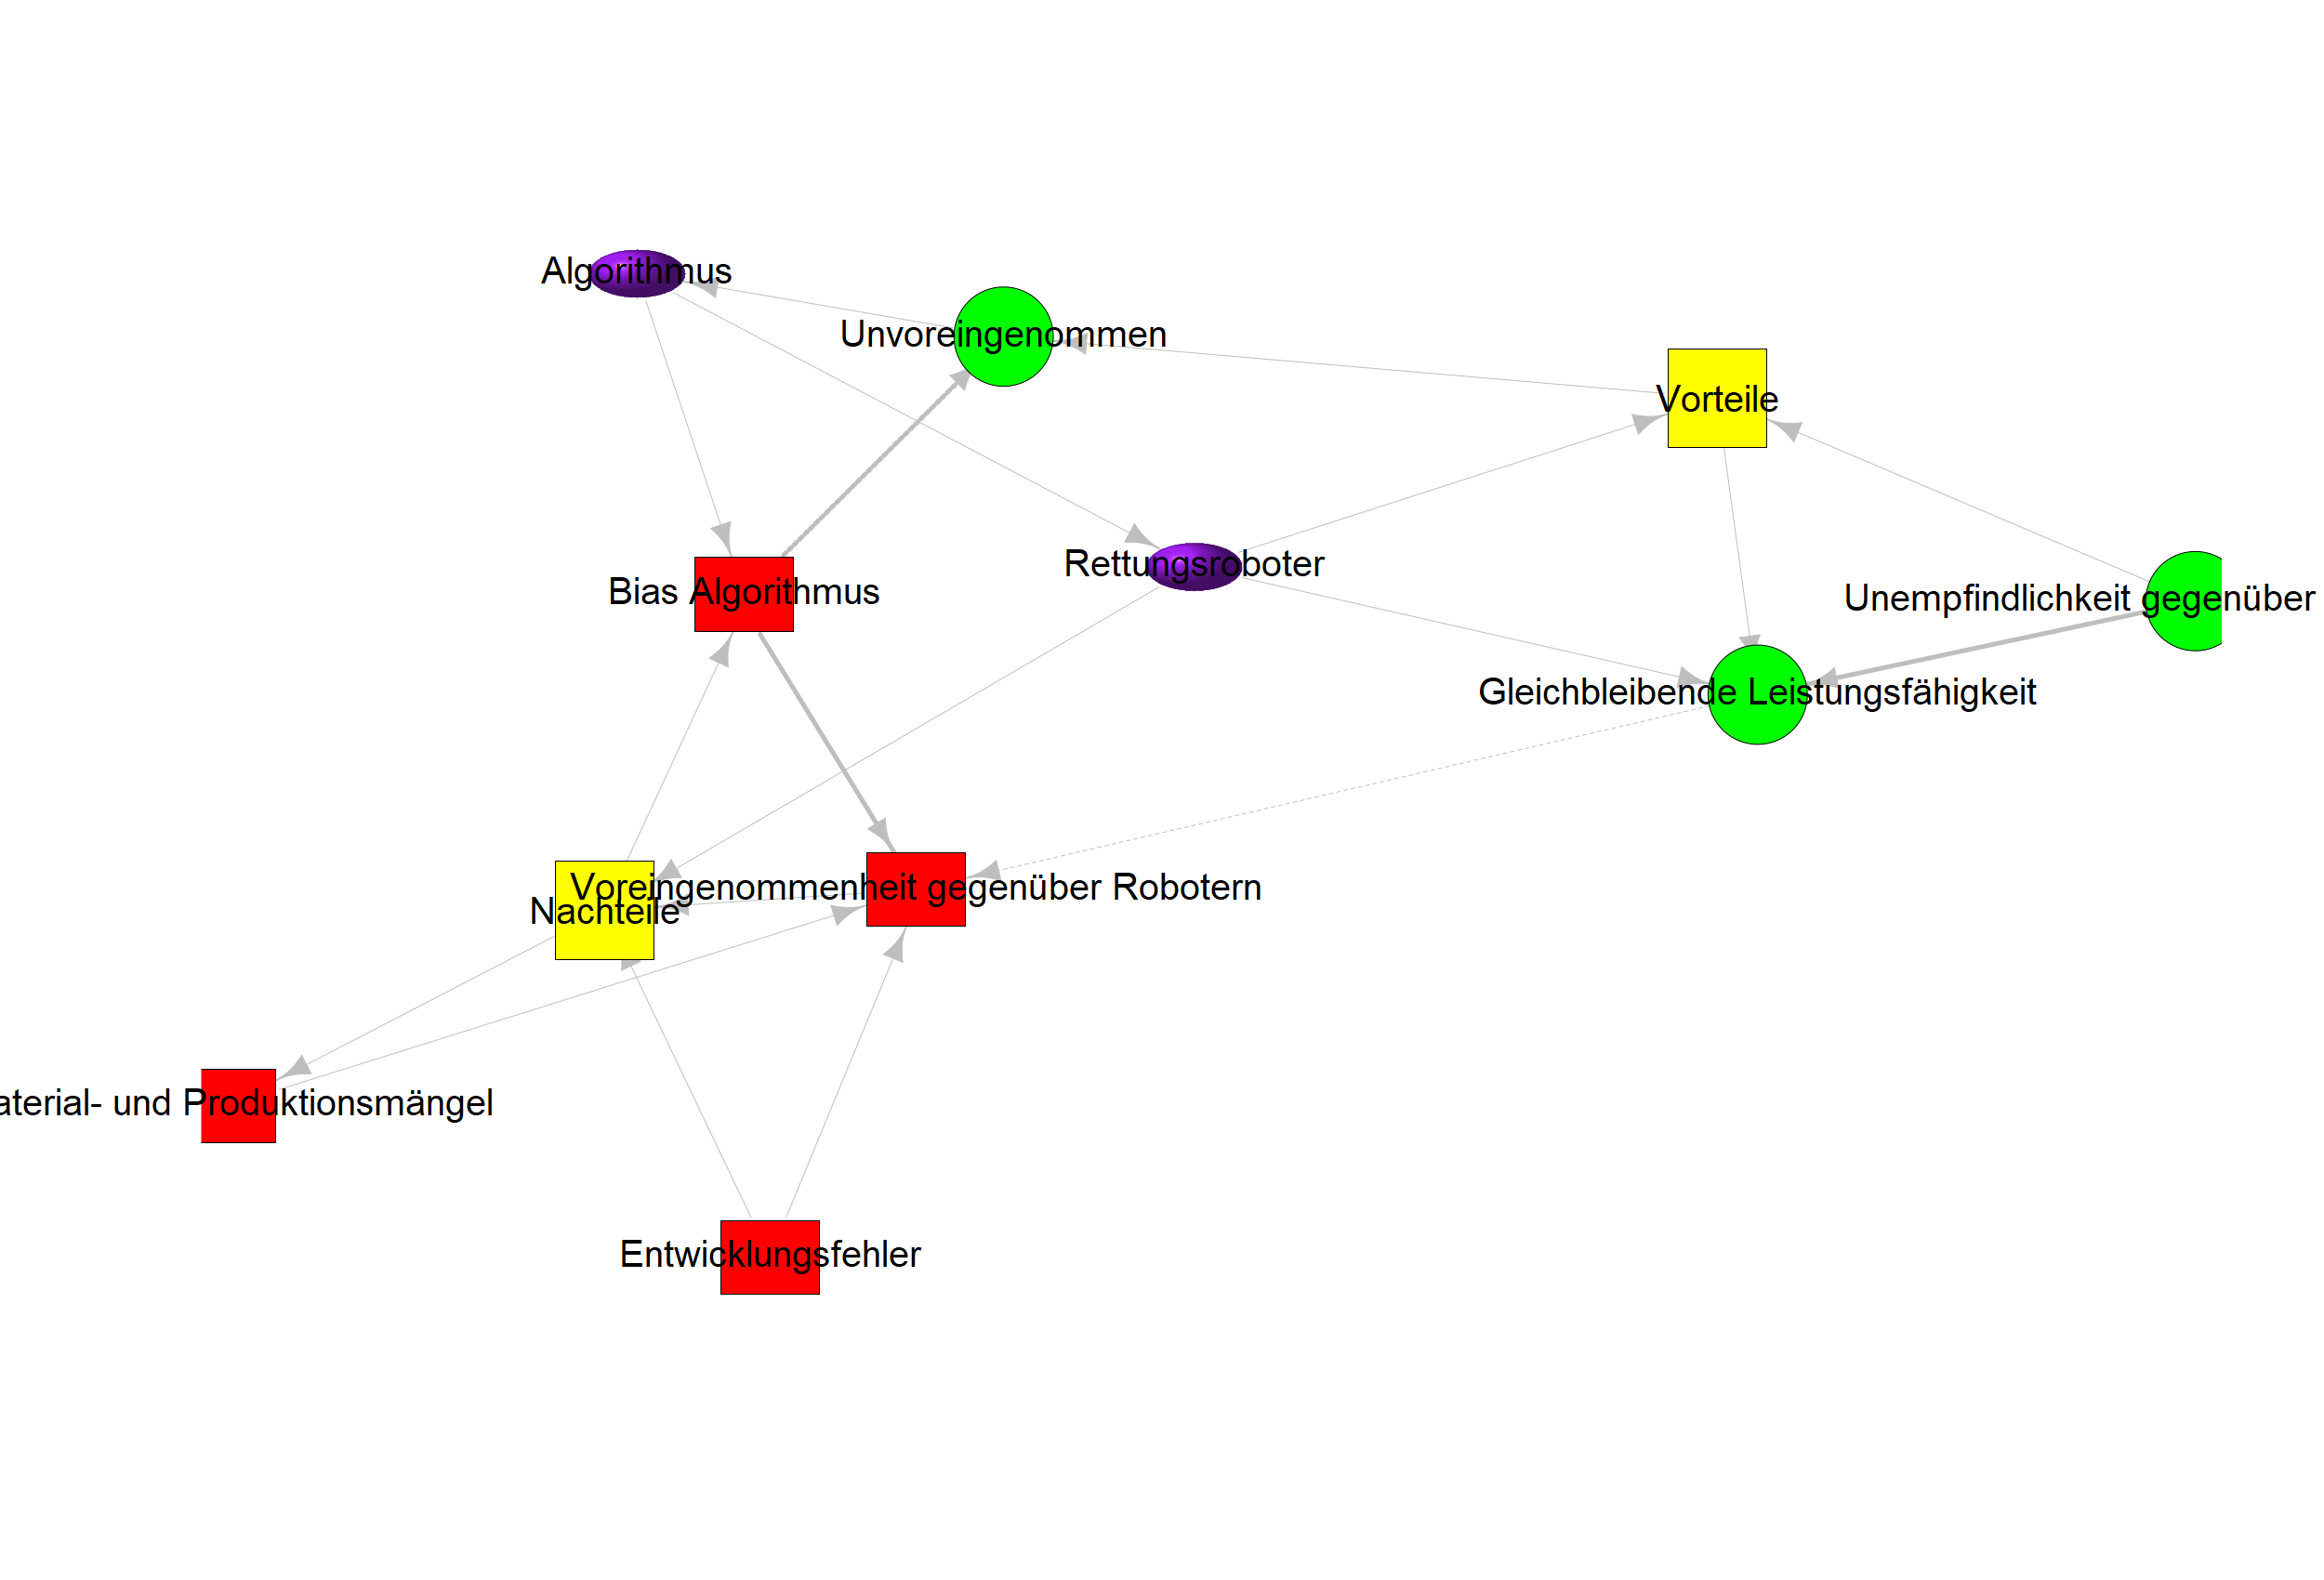 Algorithmus
Unvoreingenommen
Vorteile
Rettungsroboter
Bias Algorithmus
Unempfindlichkeit gegenüber
Gleichbleibende Leistungsfähigkeit
Voreingenommenheit gegenüber Robotern
Nachteile
aterial- und Produktionsmängel
Entwicklungsfehler